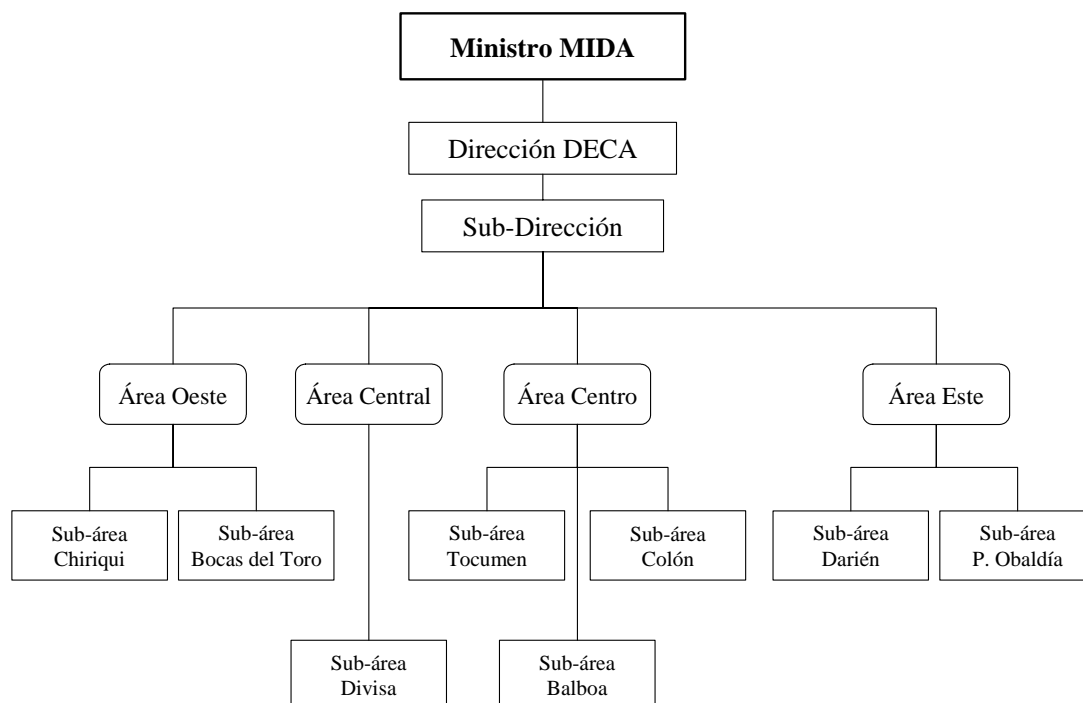 Ministro MIDA
Dirección DECA
Sub-Dirección
Área Oeste
Área Central
Área Centro
Área Este
Sub-área
Chiriqui
Sub-área
Bocas del Toro
Sub-área
Tocumen
Sub-área
Colón
Sub-área
Darién
Sub-área
P. Obaldía
Sub-área
Divisa
Sub-área
Balboa